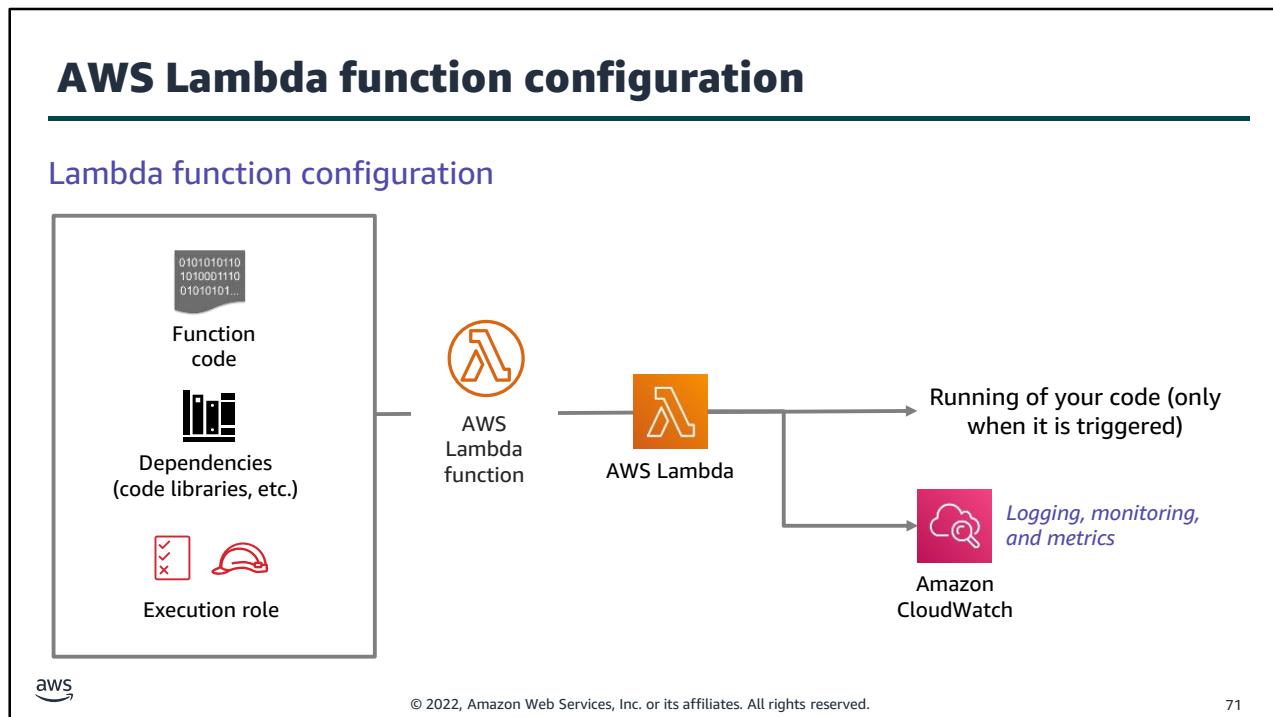 AWS Lambda function configuration
Lambda function configuration
0101010110
1010001110
01010101...
Function
code
Dependencies
(code libraries, etc.)
Execution role
AWS
Lambda
function
AWS Lambda
Running of your code (only
when it is triggered)
Logging, monitoring,
and metrics
Amazon
CloudWatch
aws
© 2022, Amazon Web Services, Inc. or its affiliates. All rights reserved.
71